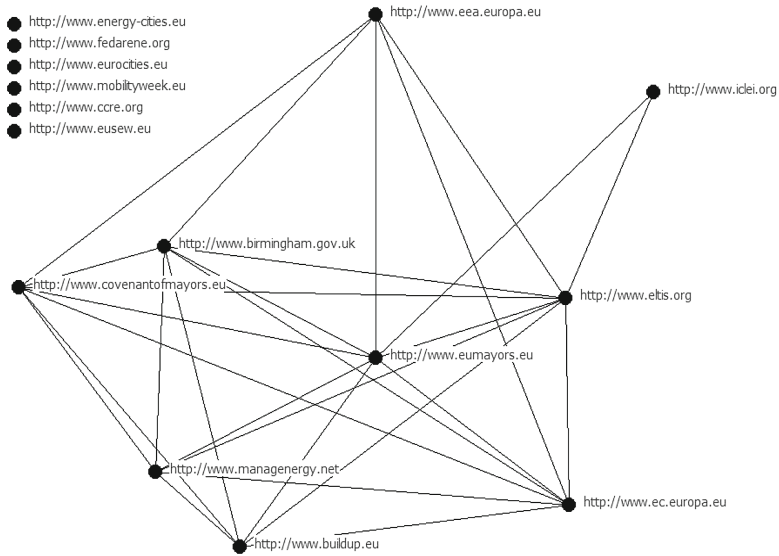 http://www.energy-cities.eu
http://www.fedarene.org
http://www.eurocities.eu
http://www.mobilityweek.eu
http://www.ccre.org
http://www.eusew.eu
http://www.eea.europa.eu
http://www.iclei.org
http://www.birmingham.gov.uk
http://www.covenantofmayors.eu
http://www.eltis.org
http://www.eumayors.eu
http://www.managenergy.net
http://www.ec.europa.eu
http://www.buildup.eu